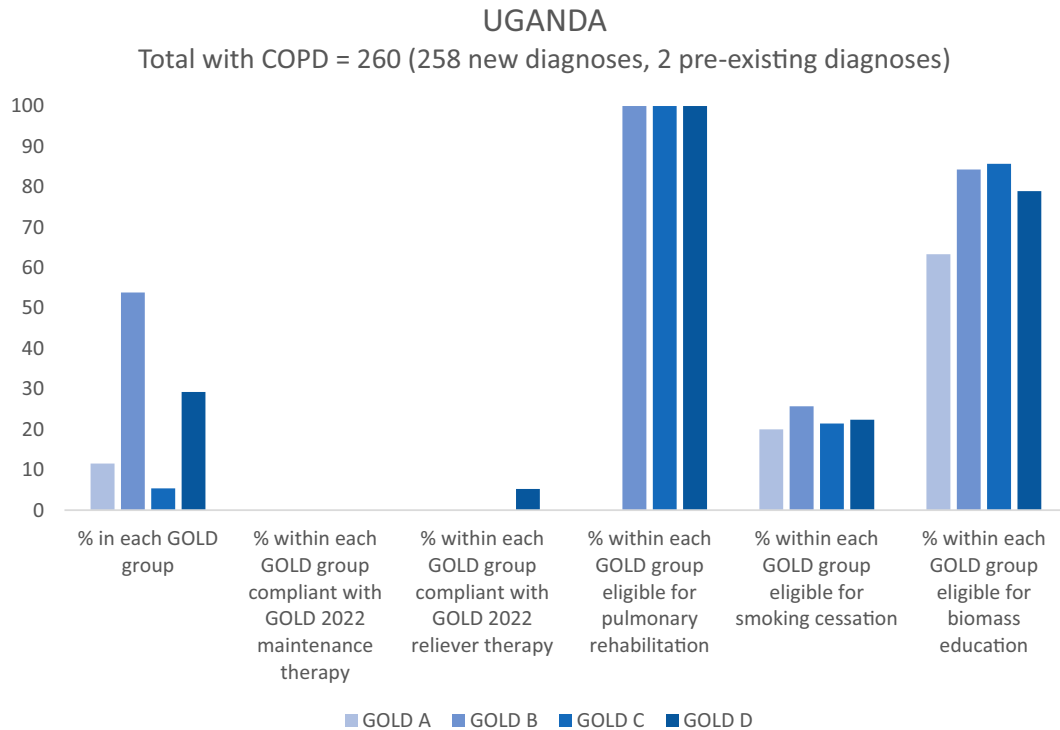 UGANDA
Total with COPD = 260 (258 new diagnoses, 2 pre-existing diagnoses)
100
90
80
70
60
50
40
30
20
10
0
% in each GOLD
group
% within each
GOLD group
compliant with
GOLD 2022
maintenance
therapy
% within each
GOLD group
compliant with
GOLD 2022
reliever therapy
% within each
GOLD group
eligible for
pulmonary
rehabilitation
% within each
GOLD group
eligible for
smoking cessation
% within each
GOLD group
eligible for
biomass
education
GOLD A GOLD B GOLD C GOLD D